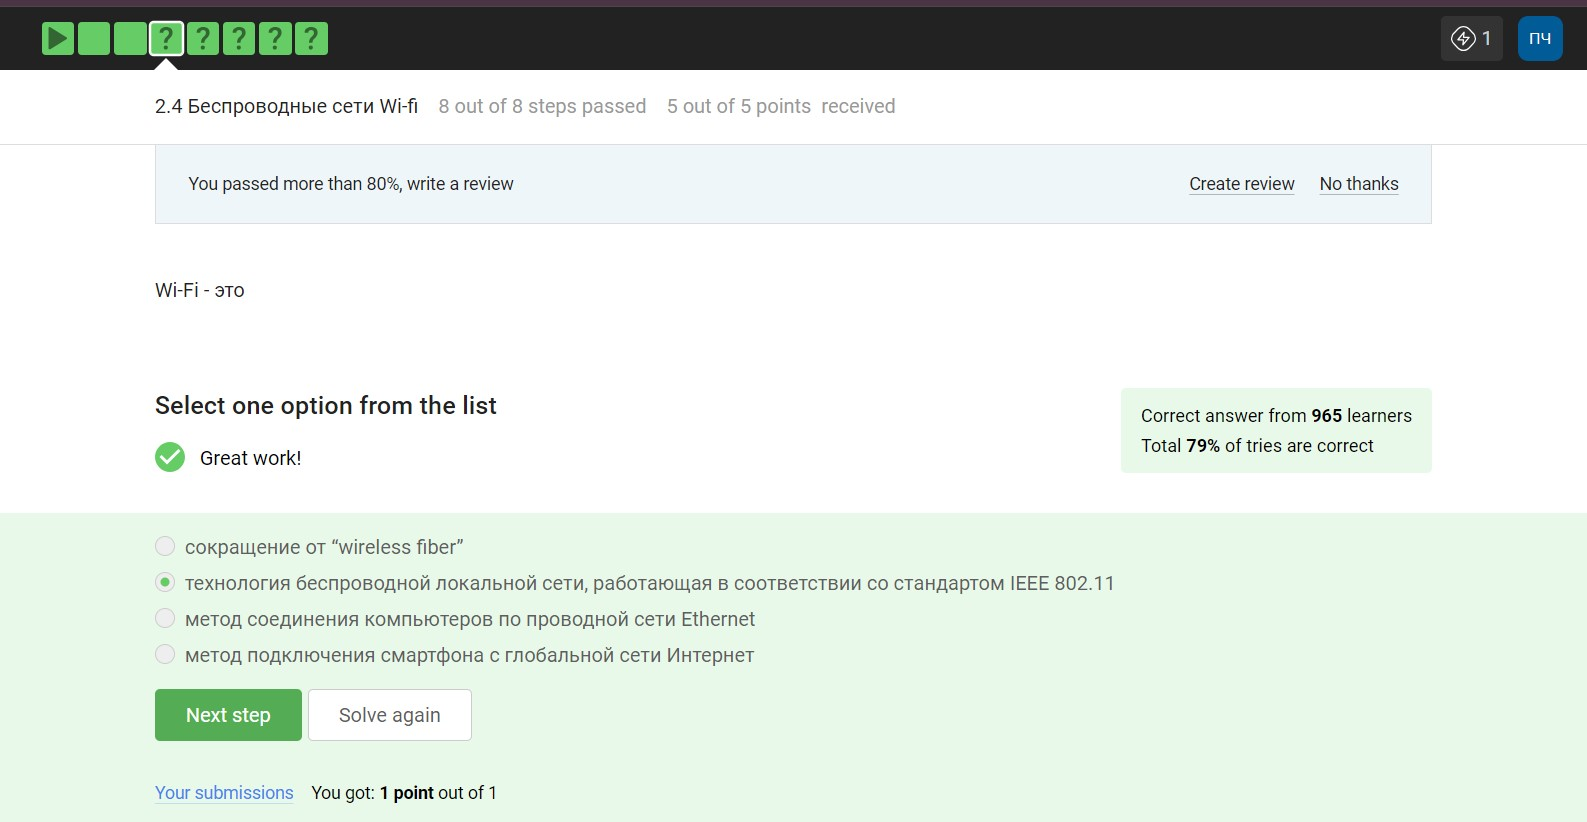 ? ? ? ? ?
1
ПЧ
2.4 Беспроводные сети Wi-fi 8 out of 8 steps passed 5 out of 5 points received
You passed more than 80%, write a review Create review No thanks
Wi-Fi - это
Select one option from the list
Great work!
Correct answer from 965 learners
Total 79% of tries are correct
сокращение от “wireless fiber”
технология беспроводной локальной сети, работающая в соответствии со стандартом IEEE 802.11
метод соединения компьютеров по проводной сети Ethernet
метод подключения смартфона с глобальной сети Интернет
Next step Solve again
Your submissions You got: 1 point out of 1